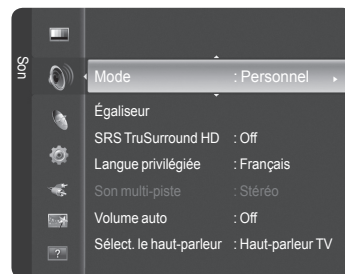 Son
Mode : Personnel
Égaliseur
SRS TruSurround HD : Off
Langue privilégiée : Français
Son multi-piste : Stéréo
Volume auto : Off
Sélect. le haut-parleur : Haut-parleur TV